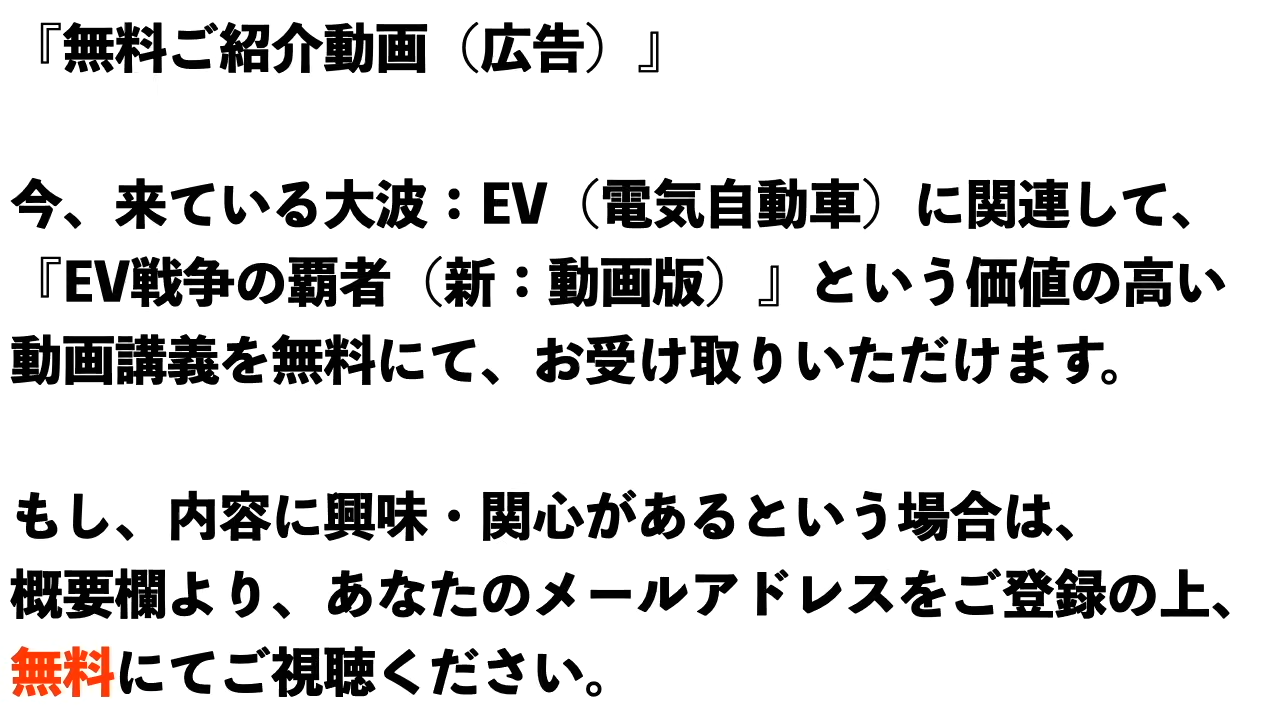 『無料ご紹介動画（広告）』
今、来ている大波：EV（電気自動車）に関連して、
『EV戦争の覇者（新：動画版）』という価値の高い
動画講義を無料にて、お受け取りいただけます。
もし、内容に興味・関心があるという場合は、
概要欄より、あなたのメールアドレスをご登録の上、
無料にてご視聴ください。